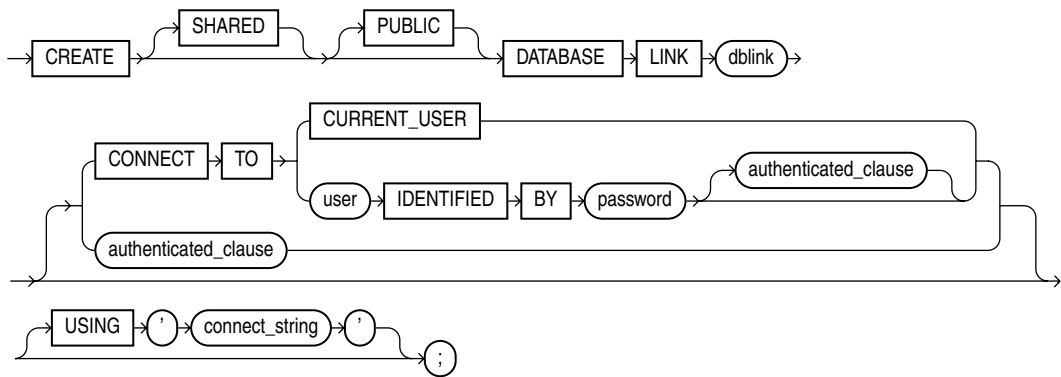 SHARED PUBLIC
CREATE DATABASE LINK dblink
CURRENT_USER
CONNECT TO authenticated_clause
user IDENTIFIED BY password
authenticated_clause
USING ' connect_string '
;